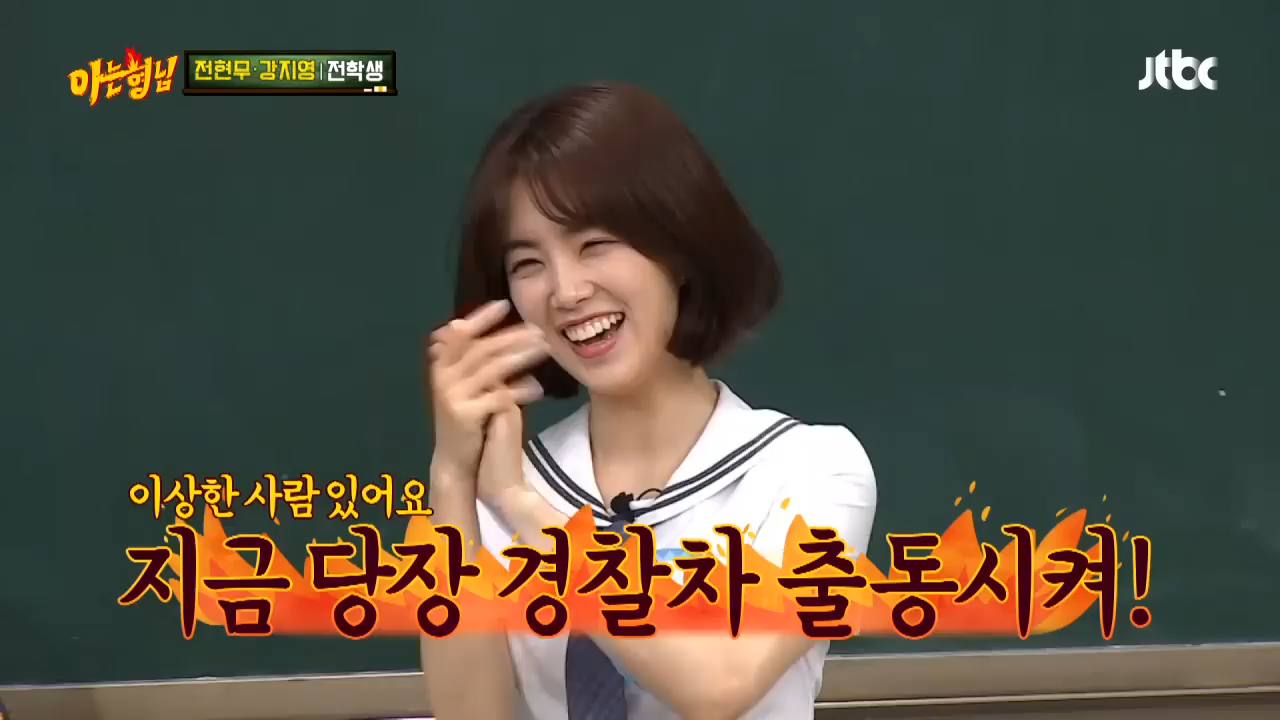 아는 형님
전현무·강지영 | 전학생
jtbc
이상한 사람 있어요
지금 당장 경찰차 출동시켜!